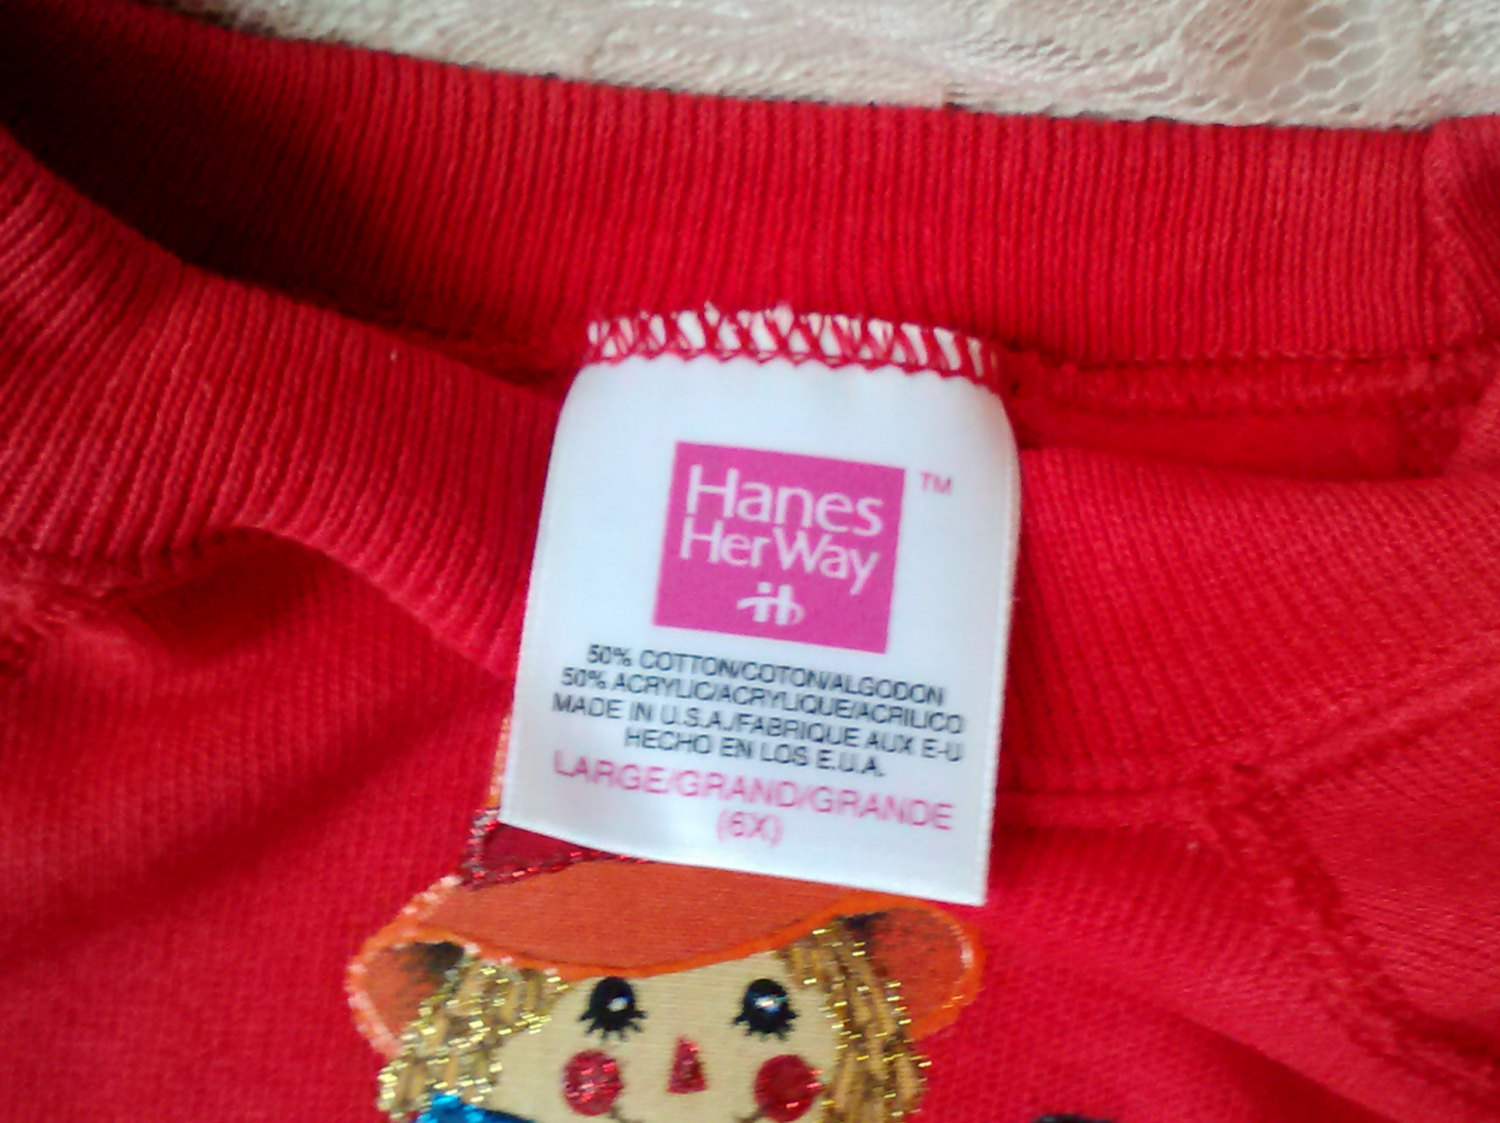 Hanes
HerWay
TM
50% COTTON/COTON/ALGODON
50% ACRYLIC/ACRYLIQUE/ACRILICO
MADE IN U.S.A./FABRIQUE AUX E-U
HECHO EN LOS E.U.A.
LARGE/GRAND/GRANDE
(6X)